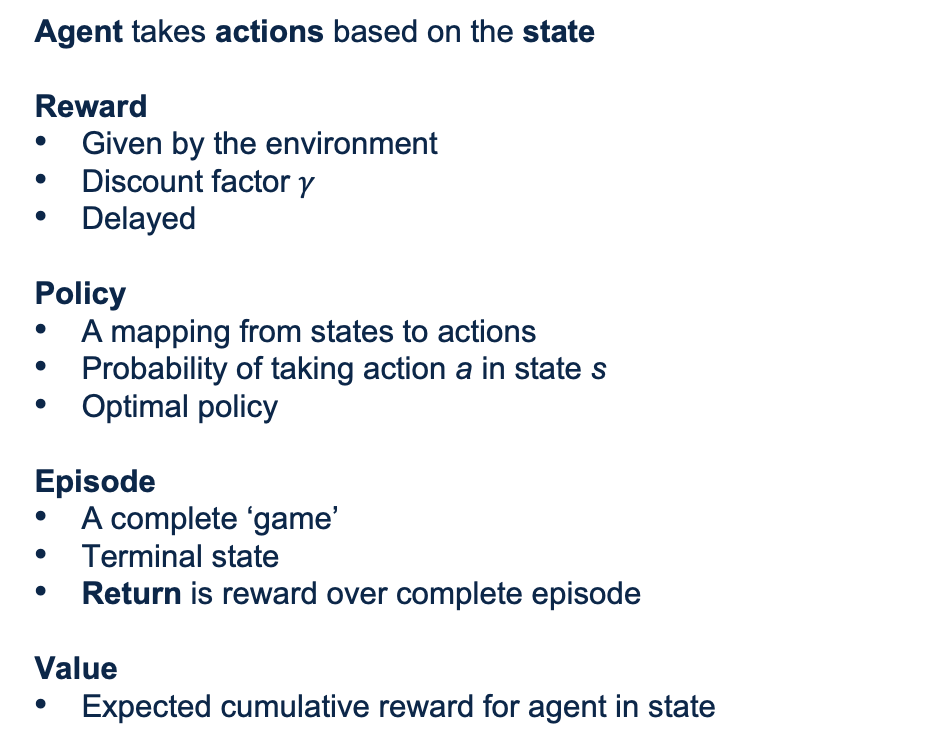 Agent takes actions based on the state
Reward
• Given by the environment
• Discount factor γ
• Delayed
Policy
• A mapping from states to actions
• Probability of taking action a in state s
• Optimal policy
Episode
• A complete ‘game’
• Terminal state
• Return is reward over complete episode
Value
• Expected cumulative reward for agent in state